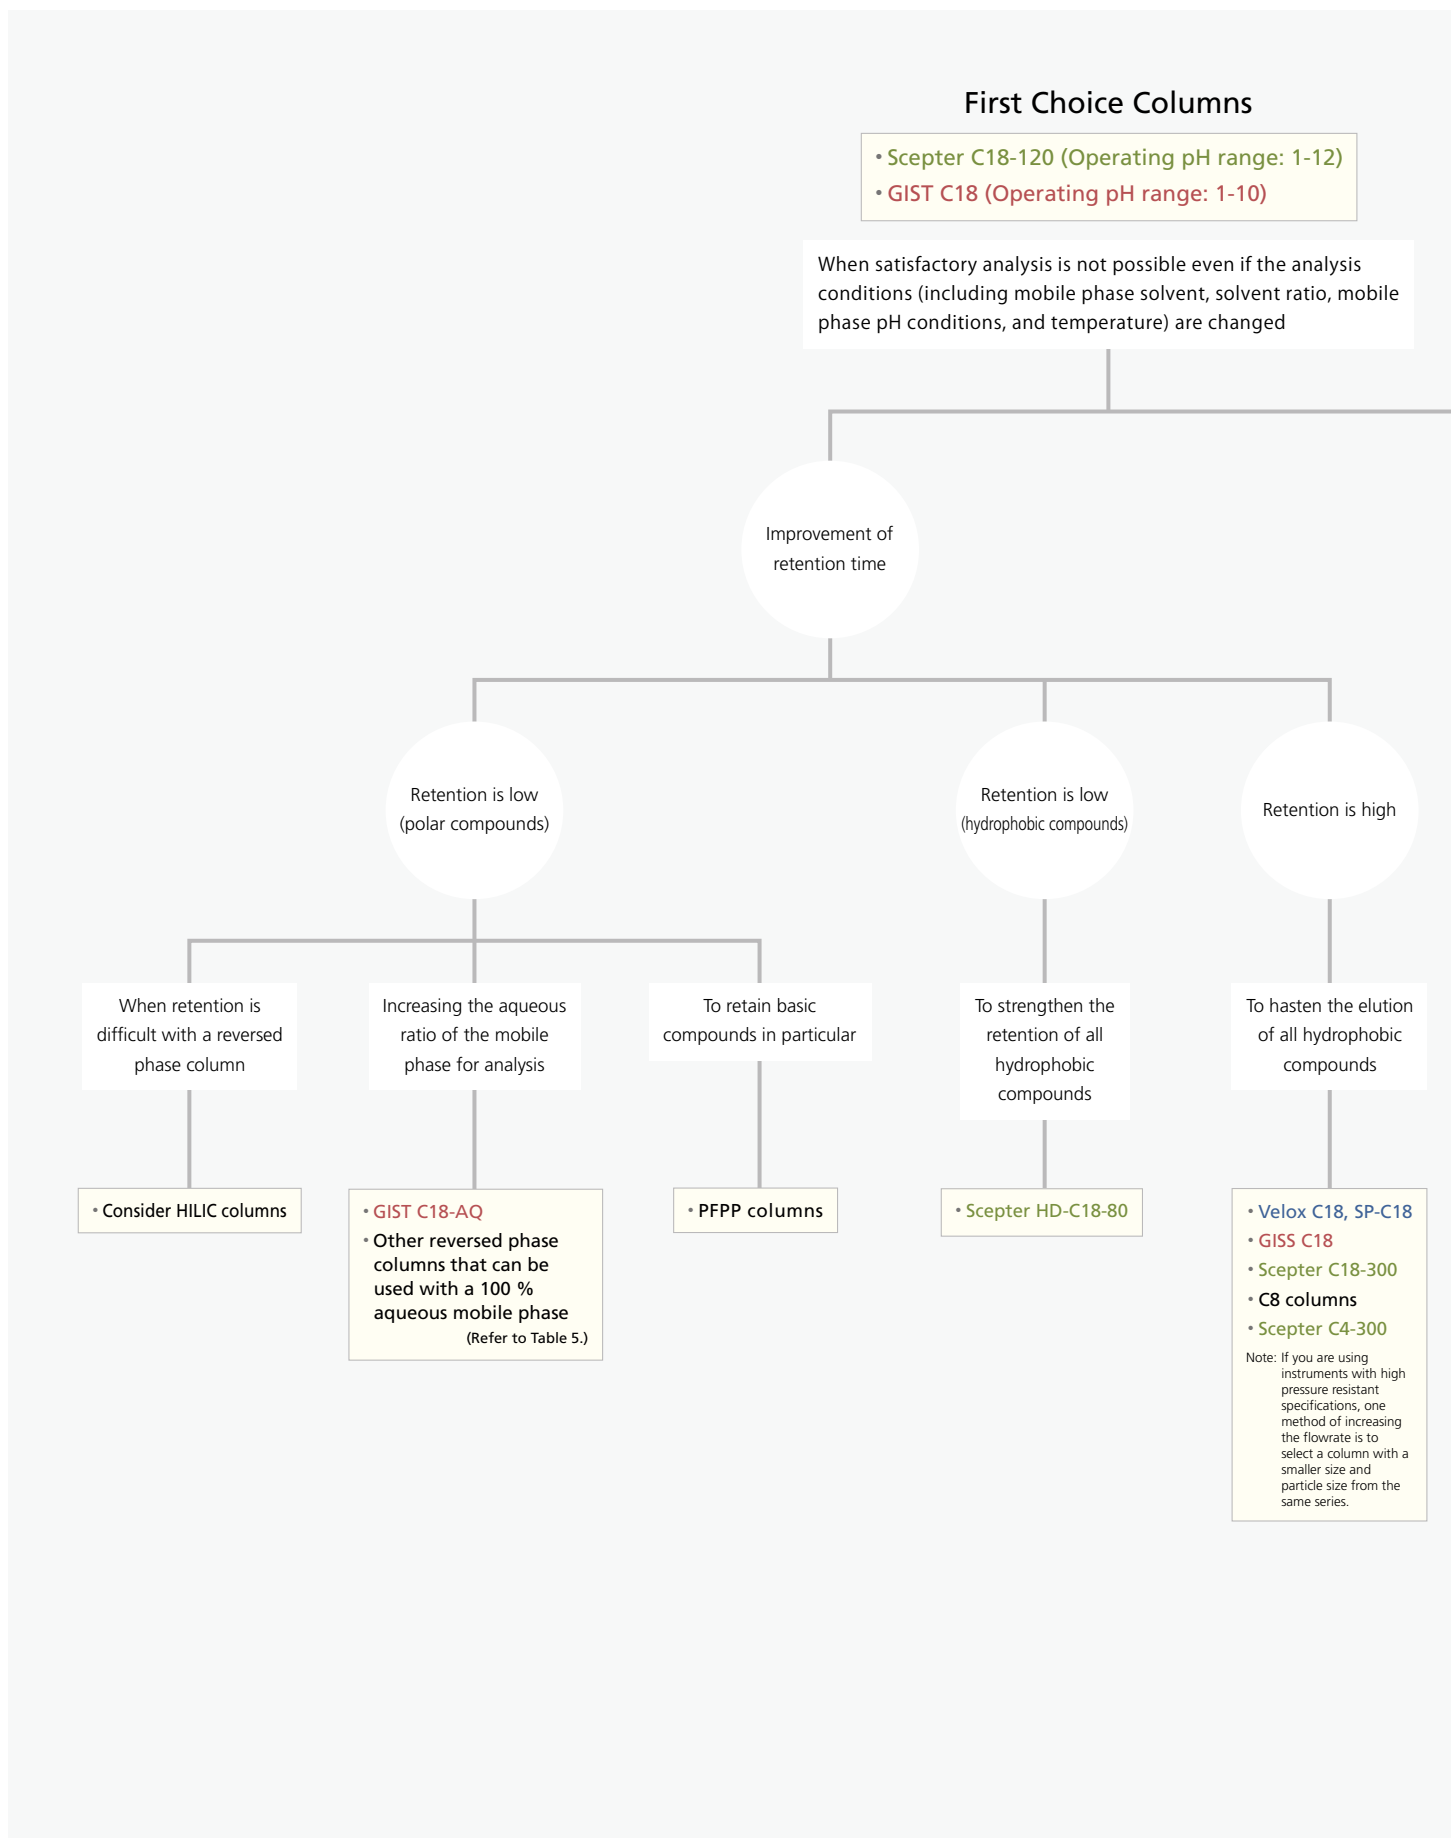 First Choice Columns
• Scepter C18-120 (Operating pH range: 1-12)
• GIST C18 (Operating pH range: 1-10)
When satisfactory analysis is not possible even if the analysis
conditions (including mobile phase solvent, solvent ratio, mobile
phase pH conditions, and temperature) are changed
Improvement of
retention time
Retention is low
(polar compounds)
Retention is low
(hydrophobic compounds)
Retention is high
When retention is
difficult with a reversed
phase column
Increasing the aqueous
ratio of the mobile
phase for analysis
To retain basic
compounds in particular
To strengthen the
retention of all
hydrophobic
compounds
To hasten the elution
of all hydrophobic
compounds
• Consider HILIC columns
• GIST C18-AQ
• Other reversed phase
columns that can be
used with a 100 %
aqueous mobile phase
(Refer to Table 5.)
• PFPP columns
• Scepter HD-C18-80
• Velox C18, SP-C18
• GISS C18
• Scepter C18-300
• C8 columns
• Scepter C4-300
Note: If you are using
instruments with high
pressure resistant
specifications, one
method of increasing
the flowrate is to
select a column with a
smaller size and
particle size from the
same series.